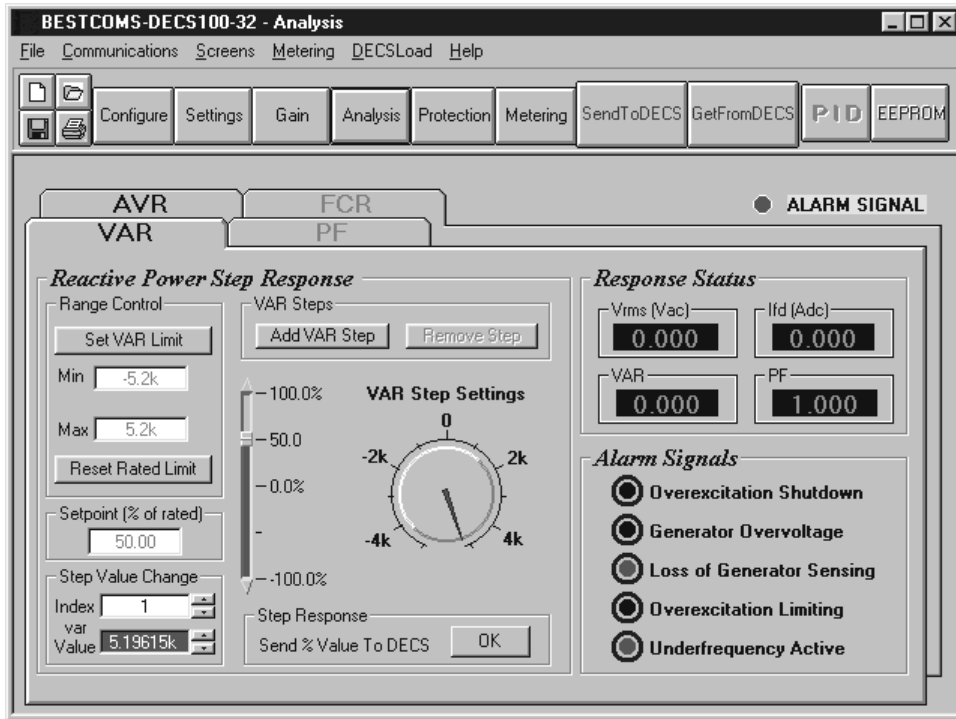 BESTCOMS-DECS100-32 - Analysis
File Communications Screens Metering DECSLoad Help
Configure Settings Gain Analysis Protection Metering SendToDECS GetFromDECS PID EEPROM
AVR FCR
ALARM SIGNAL
VAR PF
Reactive Power Step Response
Range Control
Set VAR Limit
Min -5.2k
Max 5.2k
Reset Rated Limit
Setpoint (% of rated)
50.00
Step Value Change
Index 1
var
Value 5.19615k
VAR Steps
Add VAR Step Remove Step
100.0%
50.0
0.0%
-
-100.0%
VAR Step Settings
0
-2k 2k
-4k 4k
Step Response
Send % Value To DECS OK
Response Status
Vrms (Vac) Ifd (Adc)
0.000 0.000
VAR PF
0.000 1.000
Alarm Signals
Overexcitation Shutdown
Generator Overvoltage
Loss of Generator Sensing
Overexcitation Limiting
Underfrequency Active